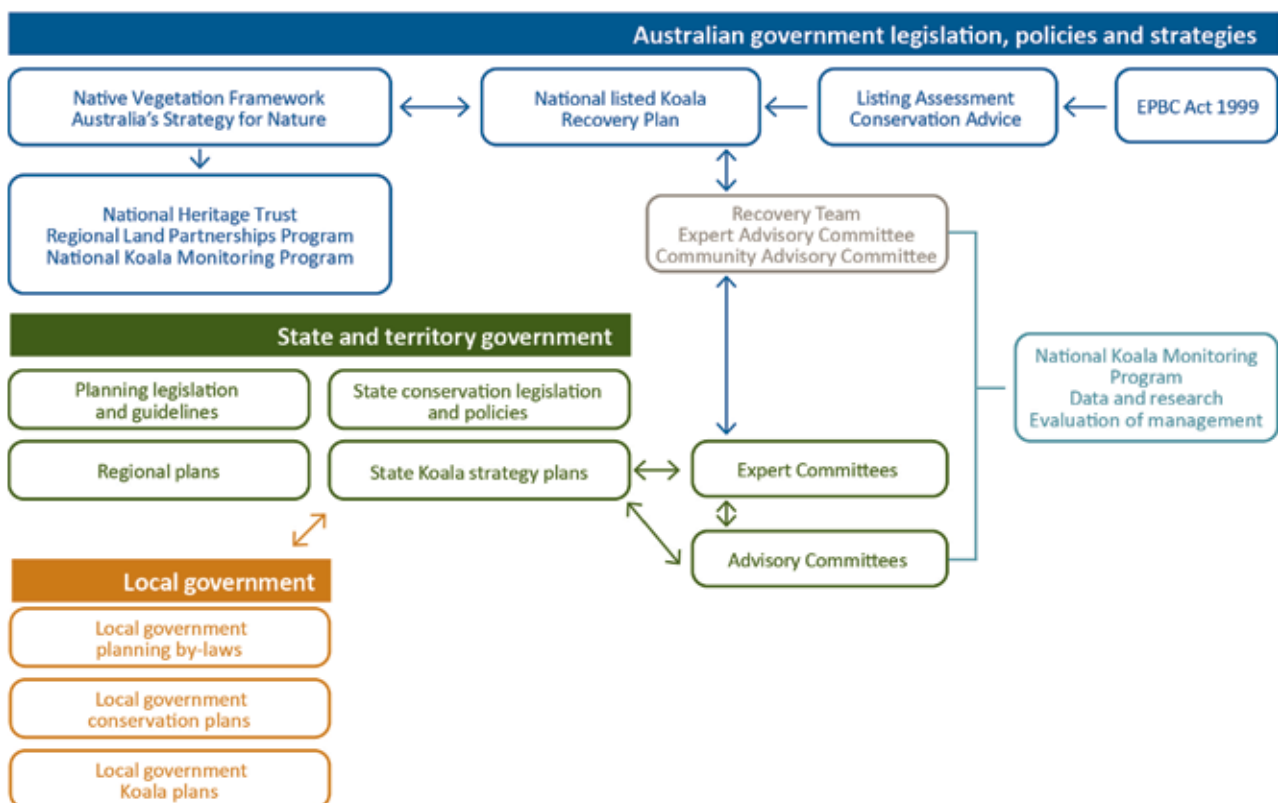 Australian government legislation, policies and strategies
Native Vegetation Framework
Australia's Strategy for Nature
National listed Koala
Recovery Plan
Listing Assessment
Conservation Advice
EPBC Act 1999
National Heritage Trust
Regional Land Partnerships Program
National Koala Monitoring Program
Recovery Team
Expert Advisory Committee
Community Advisory Committee
State and territory government
Planning legislation
and guidelines
State conservation legislation
and policies
Regional plans
State Koala strategy plans
Expert Committees
Advisory Committees
National Koala Monitoring
Program
Data and research
Evaluation of management
Local government
Local government
planning by-laws
Local government
conservation plans
Local government
Koala plans